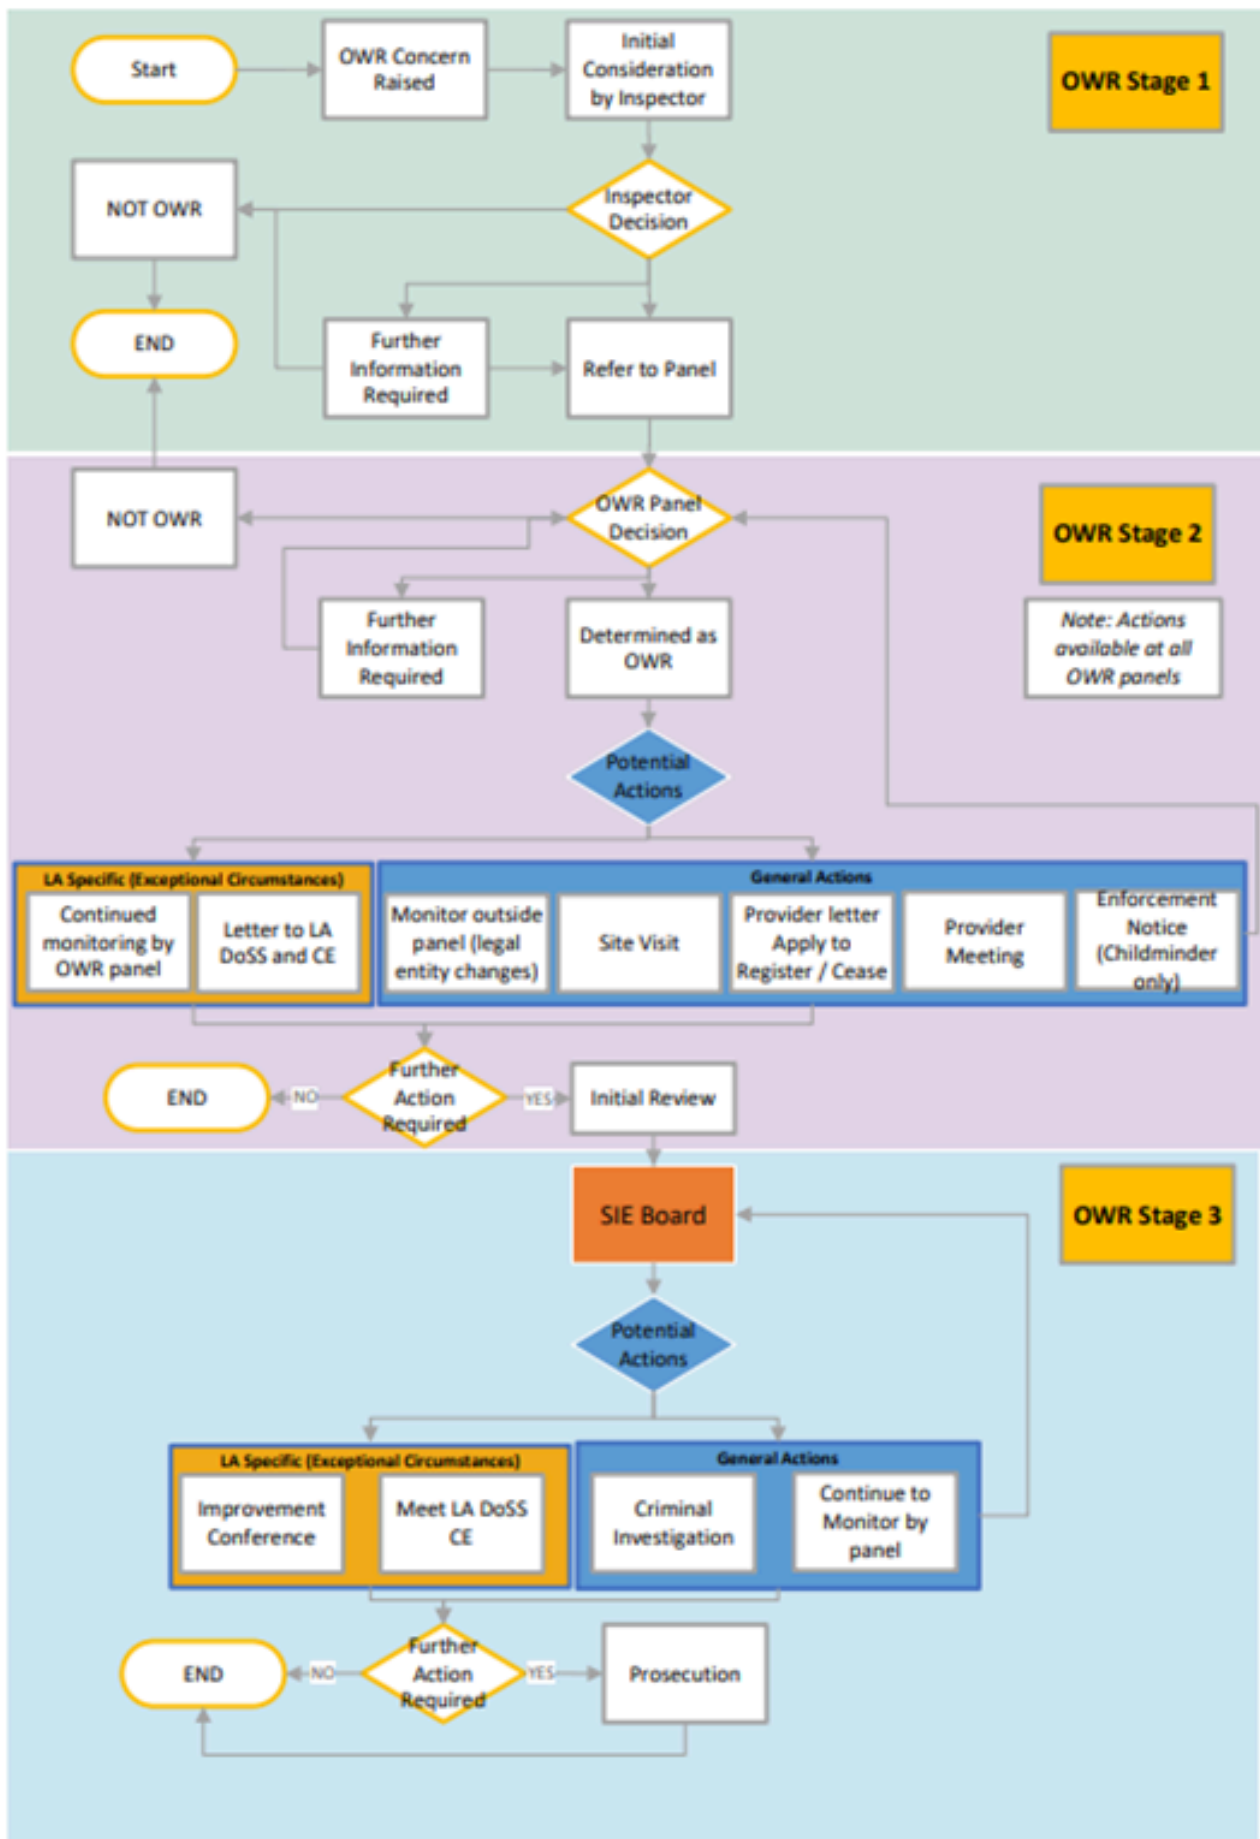 Start
OWR Concern
Raised
Initial
Consideration
by Inspector
OWR Stage 1
NOT OWR
Inspector
Decision
END
Further
Information
Required
Refer to Panel
NOT OWR
OWR Panel
Decision
OWR Stage 2
Further
Information
Required
Determined as
OWR
Note: Actions
available at all
OWR panels
Potential
Actions
LA Specific (Exceptional Circumstances)
Continued
monitoring by
OWR panel
Letter to LA
DoSS and CE
General Actions
Monitor outside
panel (legal
entity changes)
Site Visit
Provider letter
Apply to
Register / Cease
Provider
Meeting
Enforcement
Notice
(Childminder
only)
END
NO
Further
Action
Required
YES
Initial Review
SIE Board
OWR Stage 3
Potential
Actions
LA Specific (Exceptional Circumstances)
Improvement
Conference
Meet LA DoSS
CE
General Actions
Criminal
Investigation
Continue to
Monitor by
panel
END
NO
Further
Action
Required
YES
Prosecution